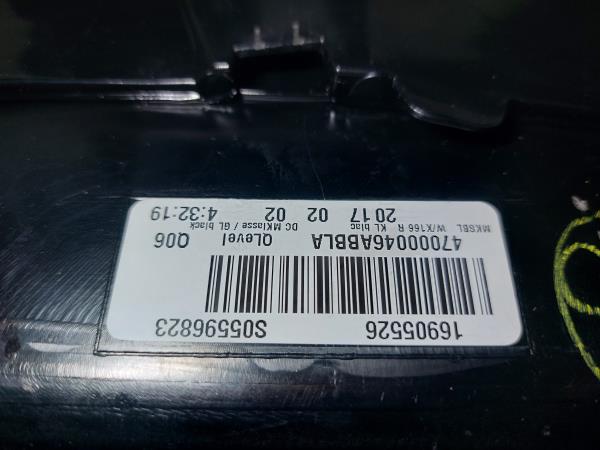 16905526 S05596823
47000046ABBLA QLevel Q06
MKSBL W/X166 R KL blac DC MKlasse / GL black
2017 02 02 4:32:19